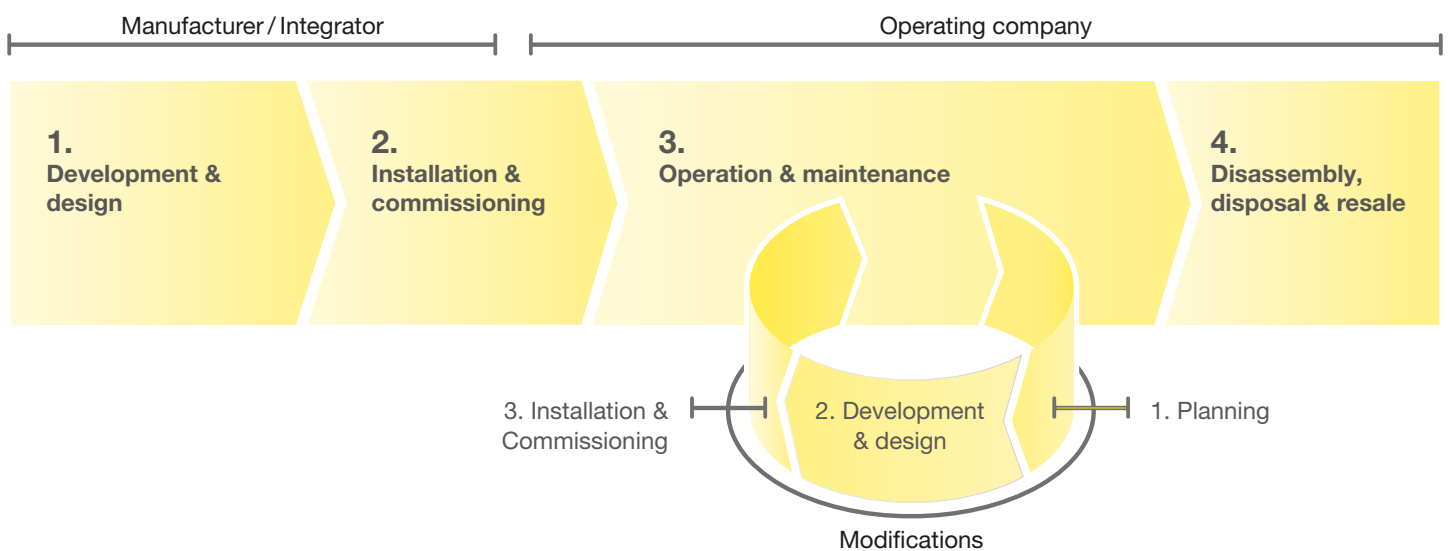 Manufacturer / Integrator
Operating company
1.
Development &
design
2.
Installation &
commissioning
3.
Operation & maintenance
4.
Disassembly,
disposal & resale
3. Installation &
Commissioning
2. Development
& design
1. Planning
Modifications